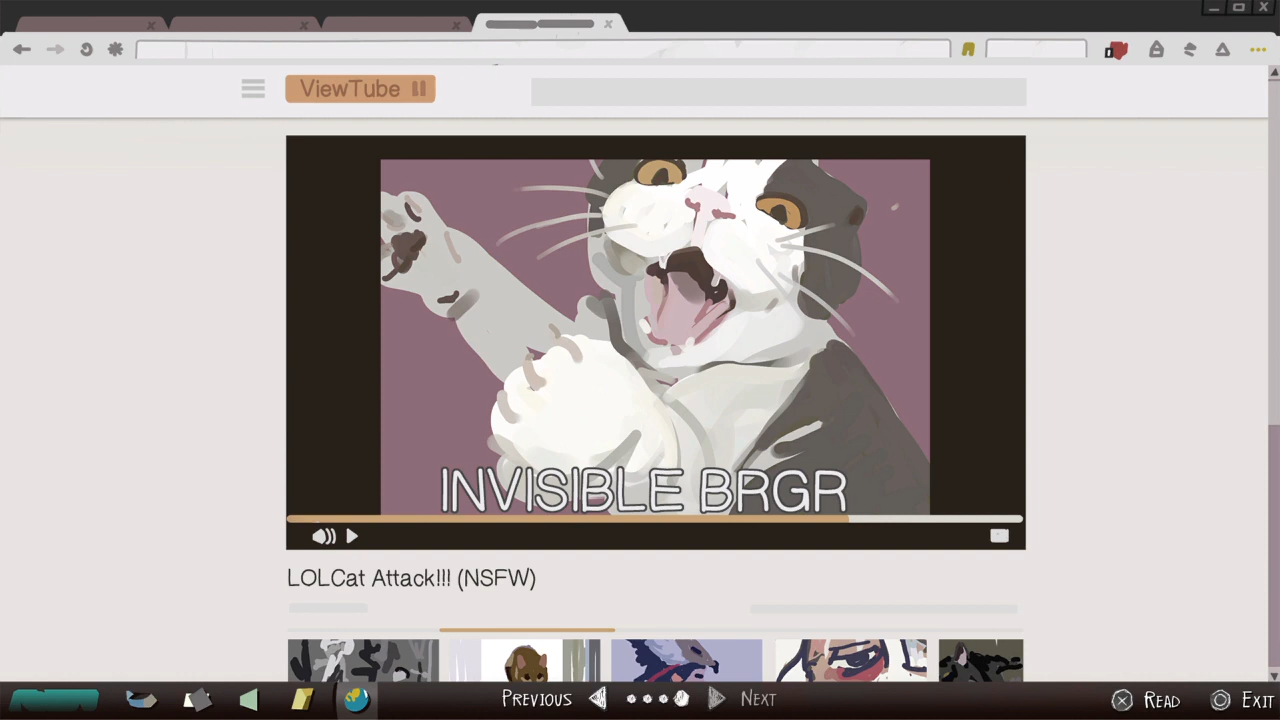 ViewTube
INVISIBLE BRGR
LOLCat Attack!!! (NSFW)
Previous Next Read Exit